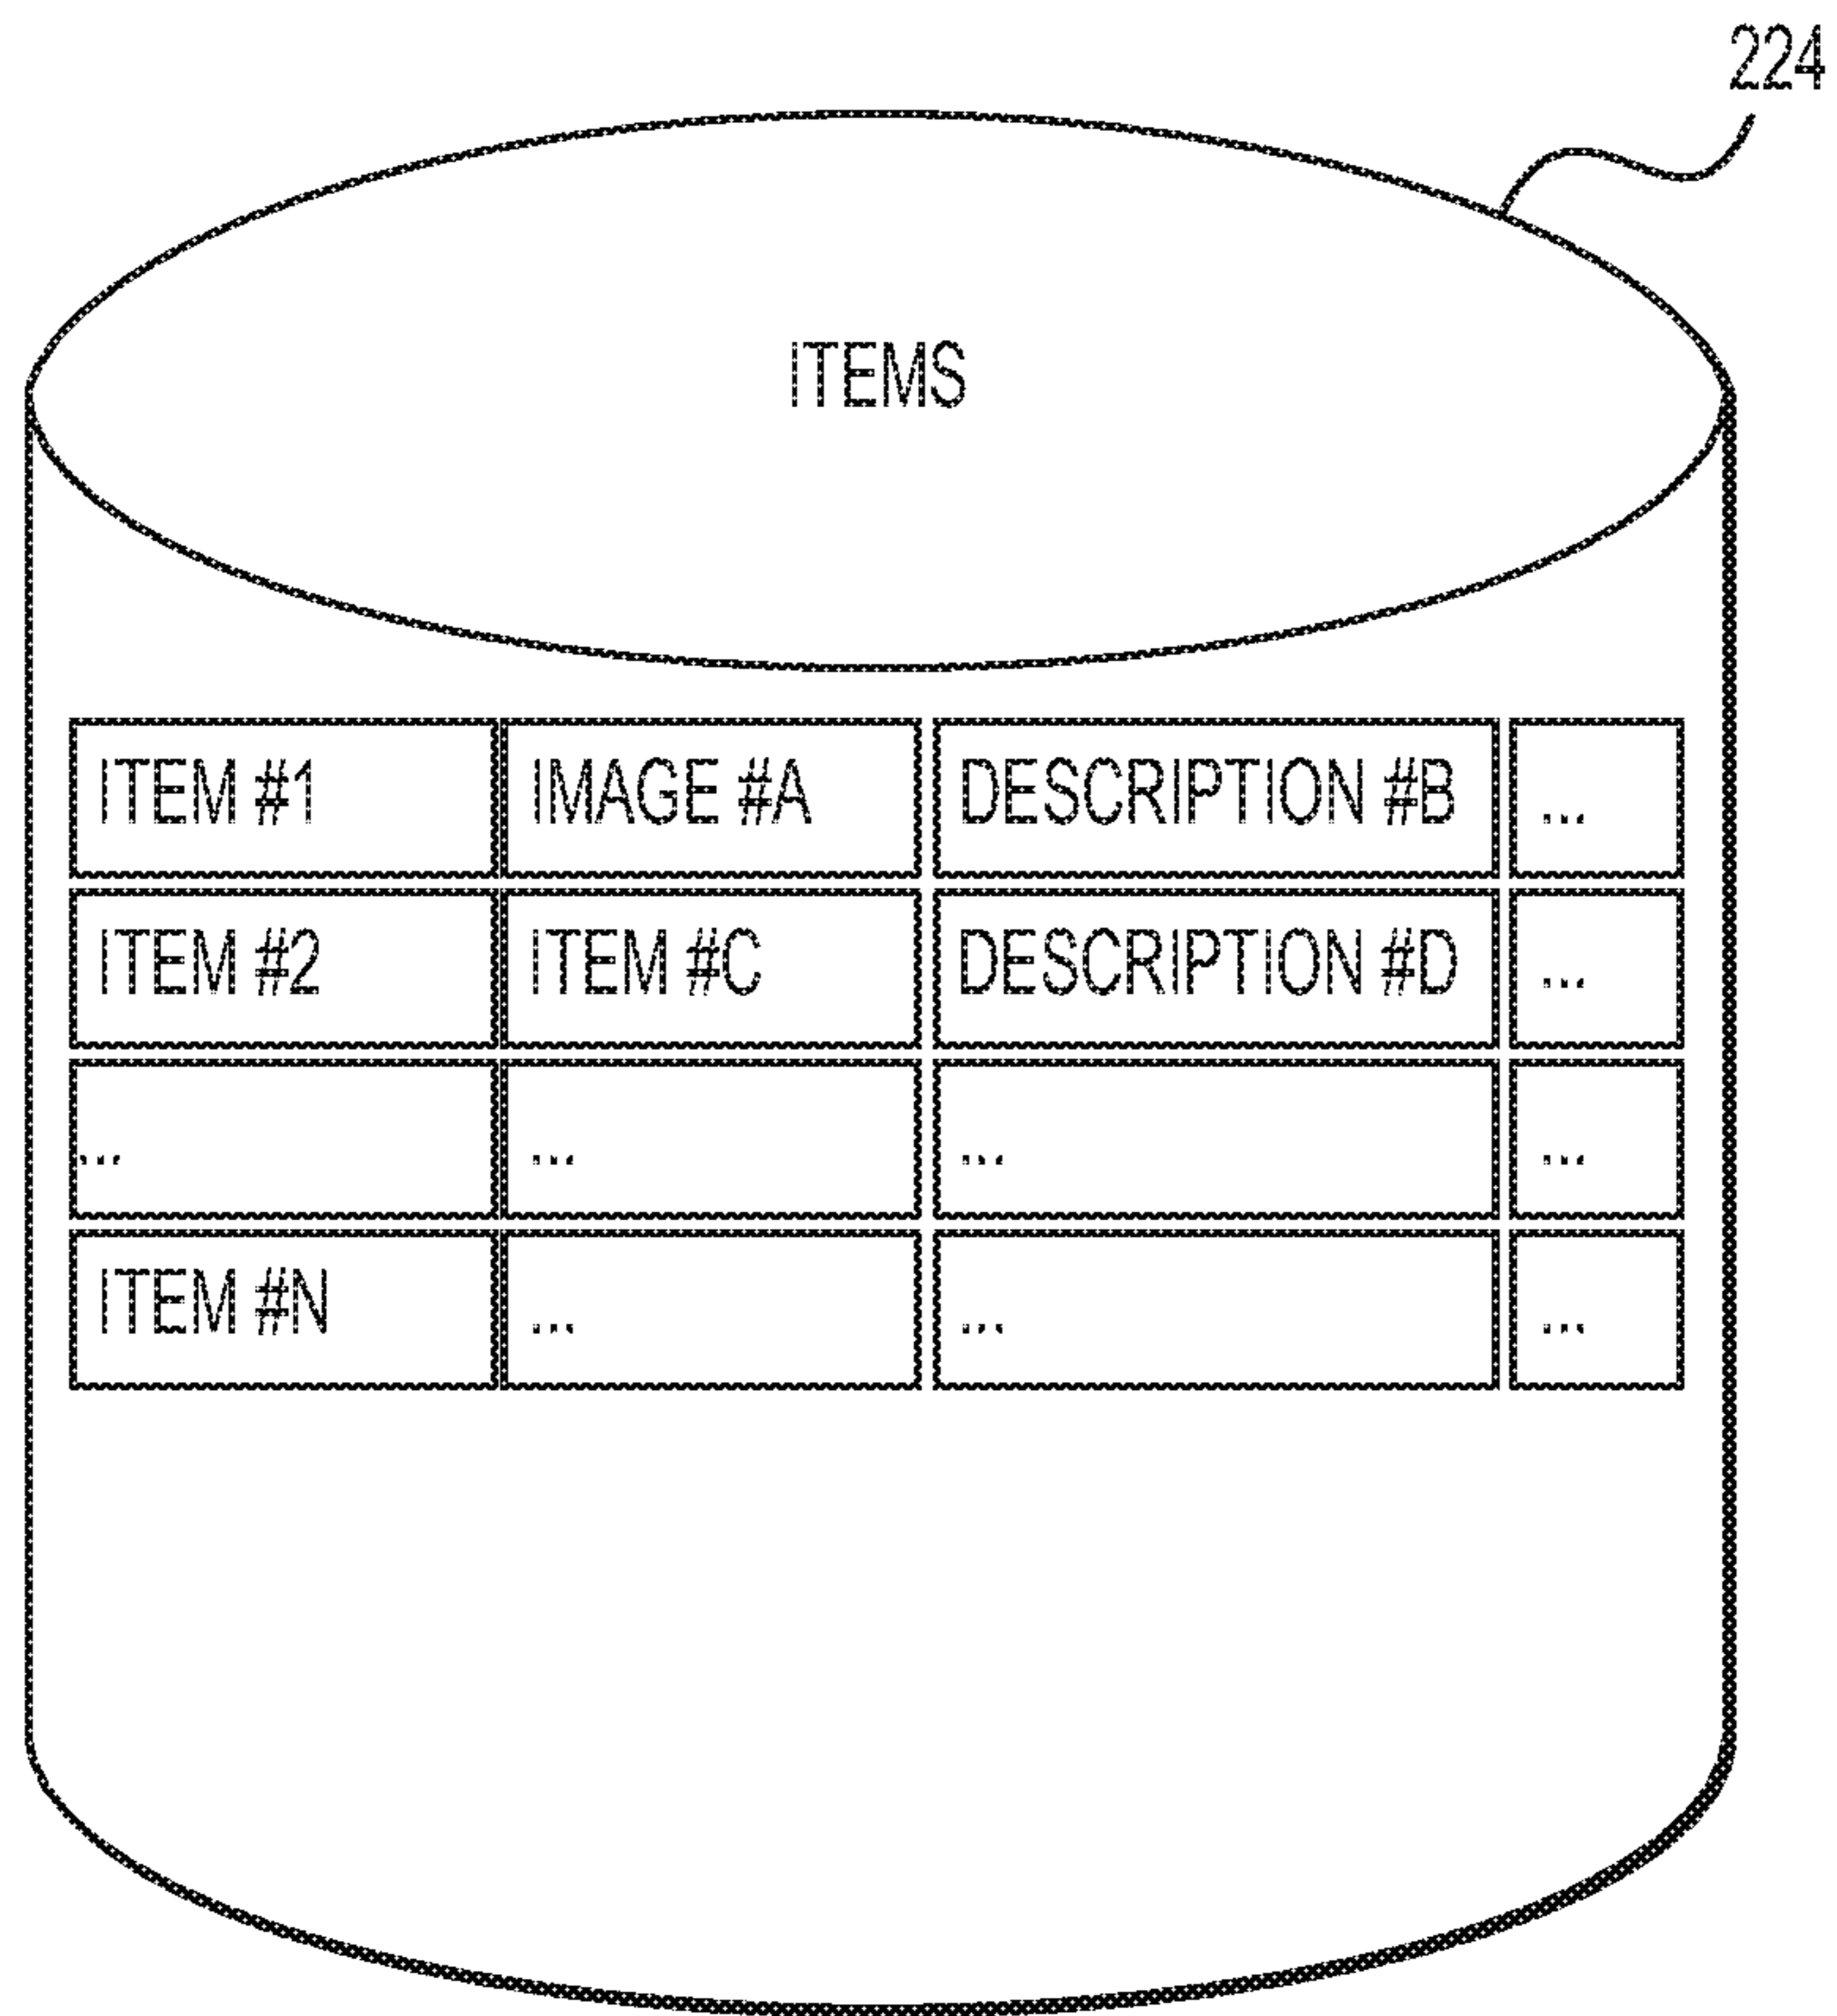 224
ITEMS
ITEM #1 IMAGE #A DESCRIPTION #B ...
ITEM #2 ITEM #C DESCRIPTION #D ...
... ... ... ...
ITEM #N ... ... ...